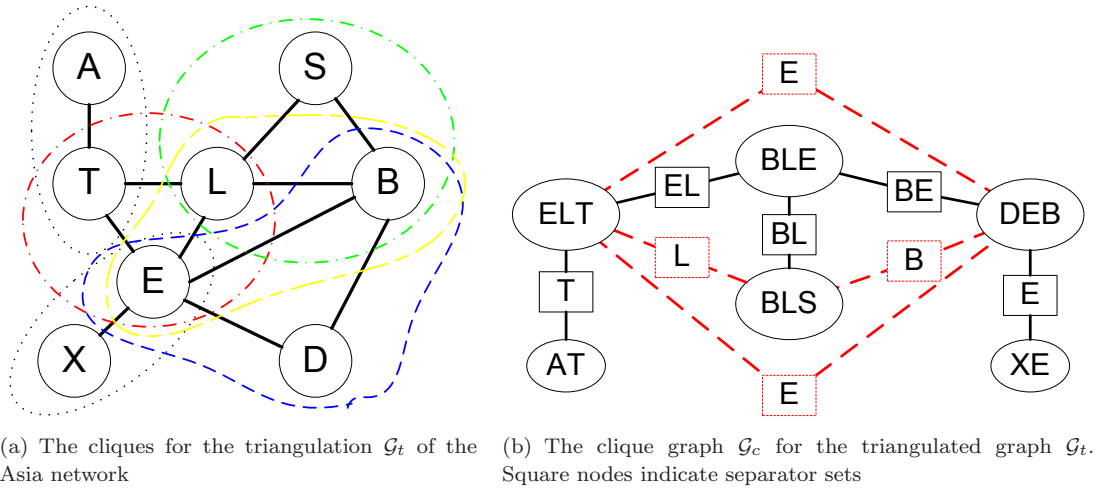 A
S
T
L
B
E
X
D
E
BLE
EL
BE
ELT
BL
DEB
L
B
T
BLS
E
AT
XE
E
(a) The cliques for the triangulation 𝒢t of the
Asia network
(b) The clique graph 𝒢c for the triangulated graph 𝒢t.
Square nodes indicate separator sets